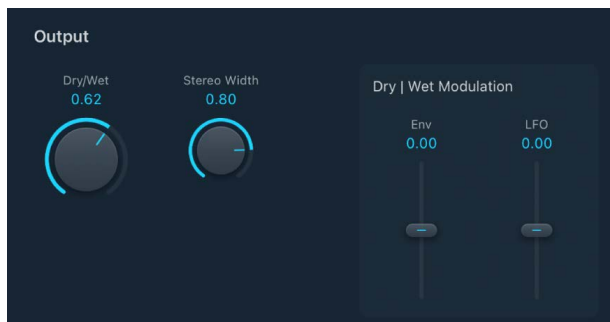 Output
Dry/Wet
0.62
Stereo Width
0.80
Dry | Wet Modulation
Env
0.00
LFO
0.00